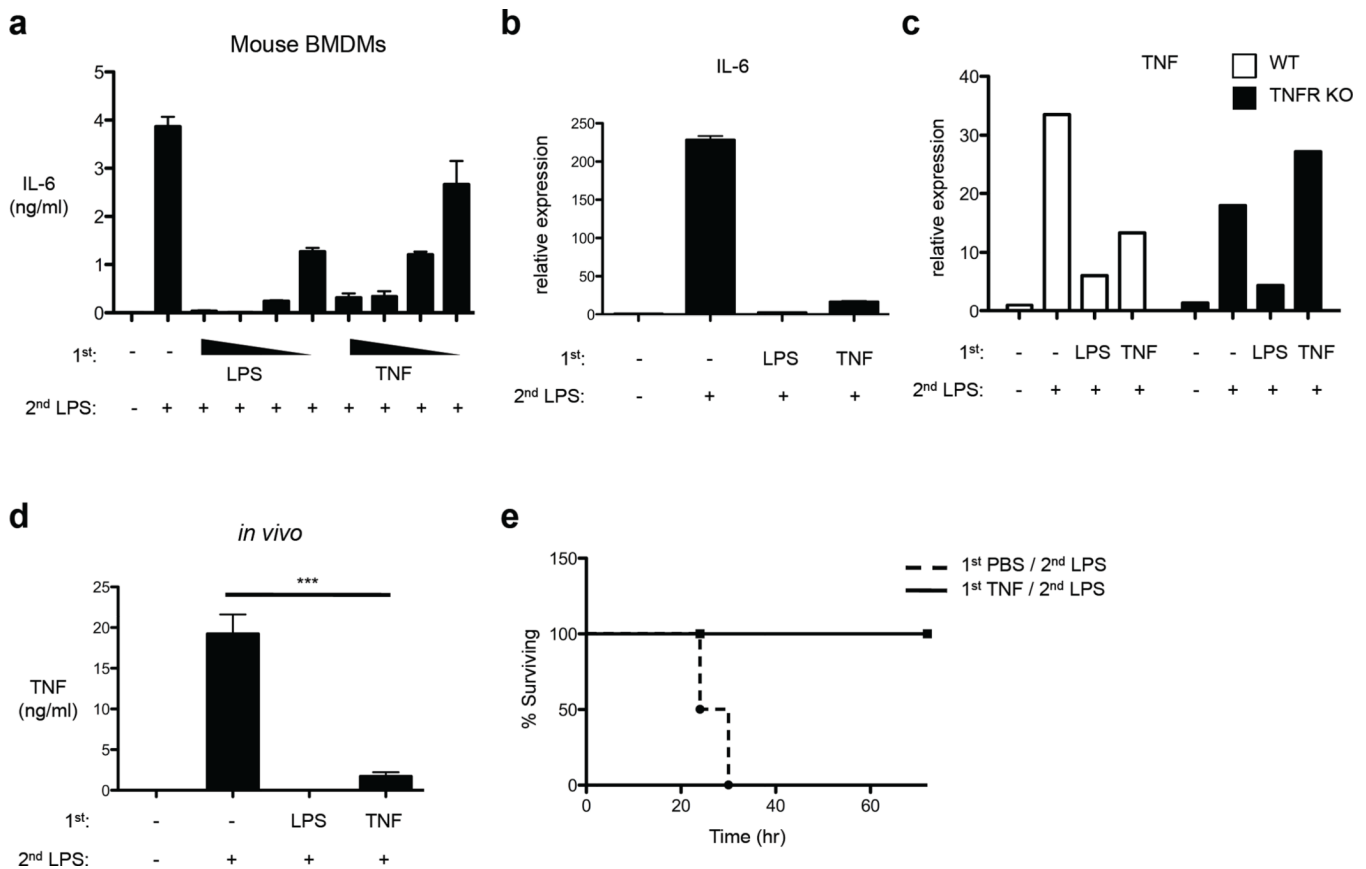 a
Mouse BMDMs
IL-6
(ng/ml)
5
4
3
2
1
0
1st: - - LPS TNF
2nd LPS: - + + + + + + + + +
b
IL-6
relative expression
250
200
150
100
50
0
1st: - - LPS TNF
2nd LPS: - + + +
c
TNF
WT
TNFR KO
relative expression
40
30
20
10
0
1st: - - LPS TNF - - LPS TNF
2nd LPS: - + + + - + + +
d
in vivo
***
TNF
(ng/ml)
25
20
15
10
5
0
1st: - - LPS TNF
2nd LPS: - + + +
e
1st PBS / 2nd LPS
1st TNF / 2nd LPS
% Surviving
150
100
50
0
0 20 40 60
Time (hr)